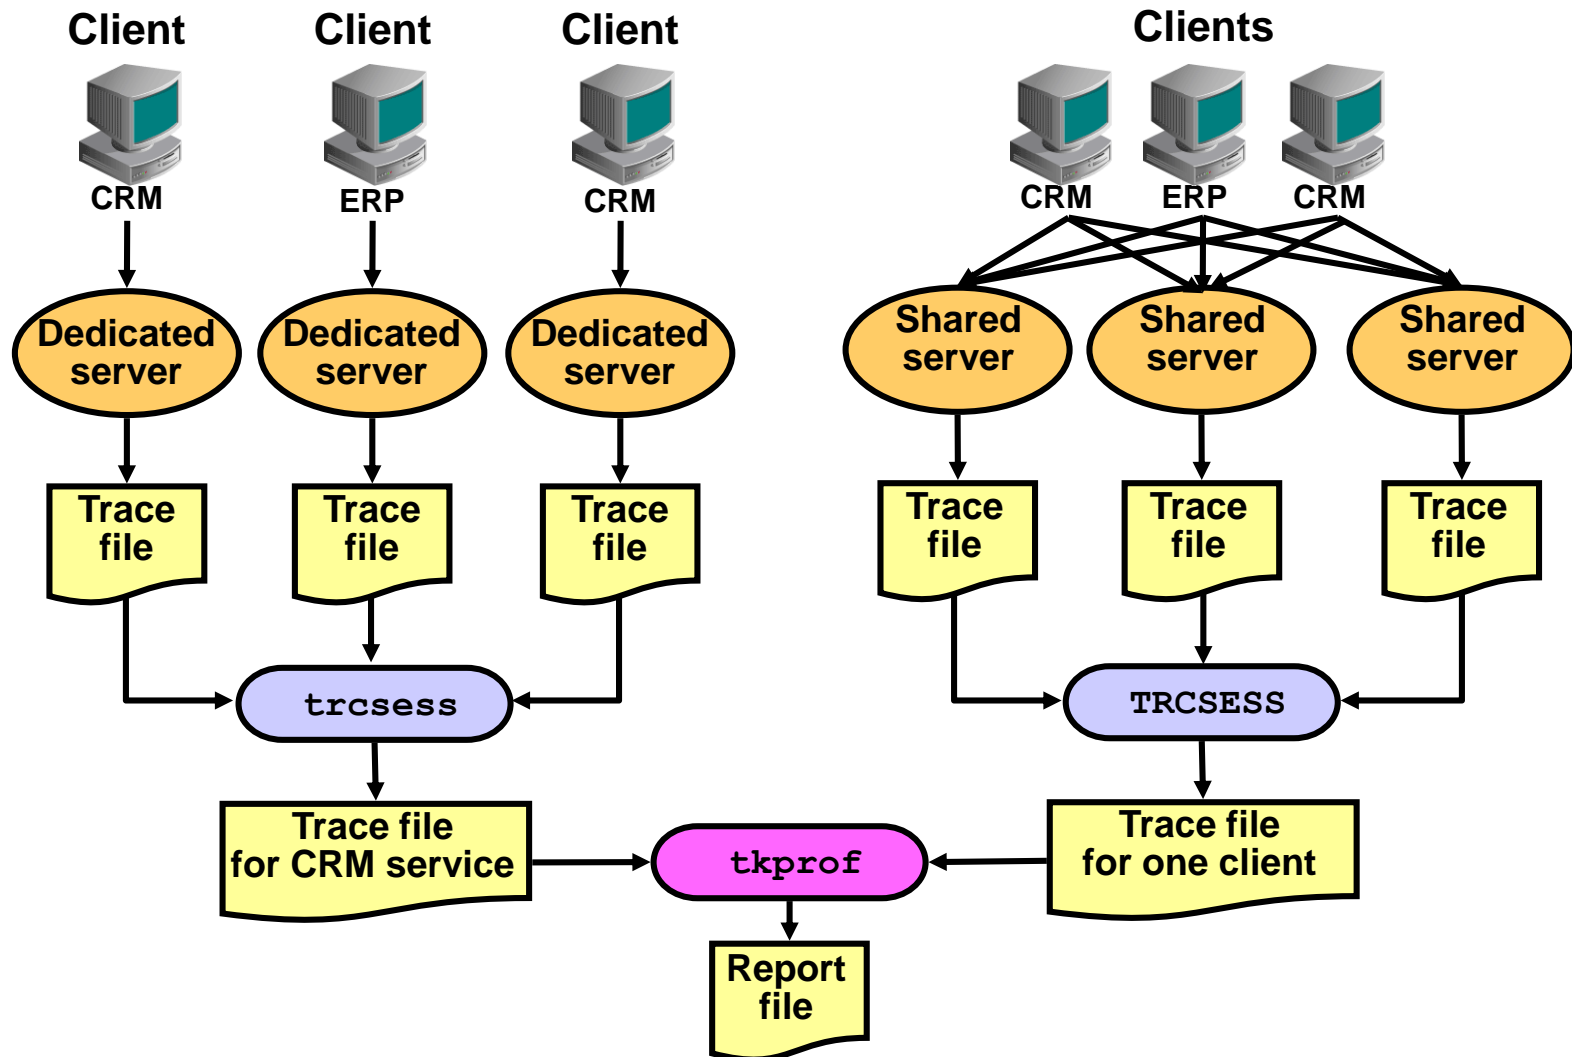 Client
Client
Client
Clients
CRM
ERP
CRM
CRM
ERP
CRM
Dedicated
server
Dedicated
server
Dedicated
server
Shared
server
Shared
server
Shared
server
Trace
file
Trace
file
Trace
file
Trace
file
Trace
file
Trace
file
trcsess
TRCSESS
Trace file
for CRM service
tkprof
Trace file
for one client
Report
file